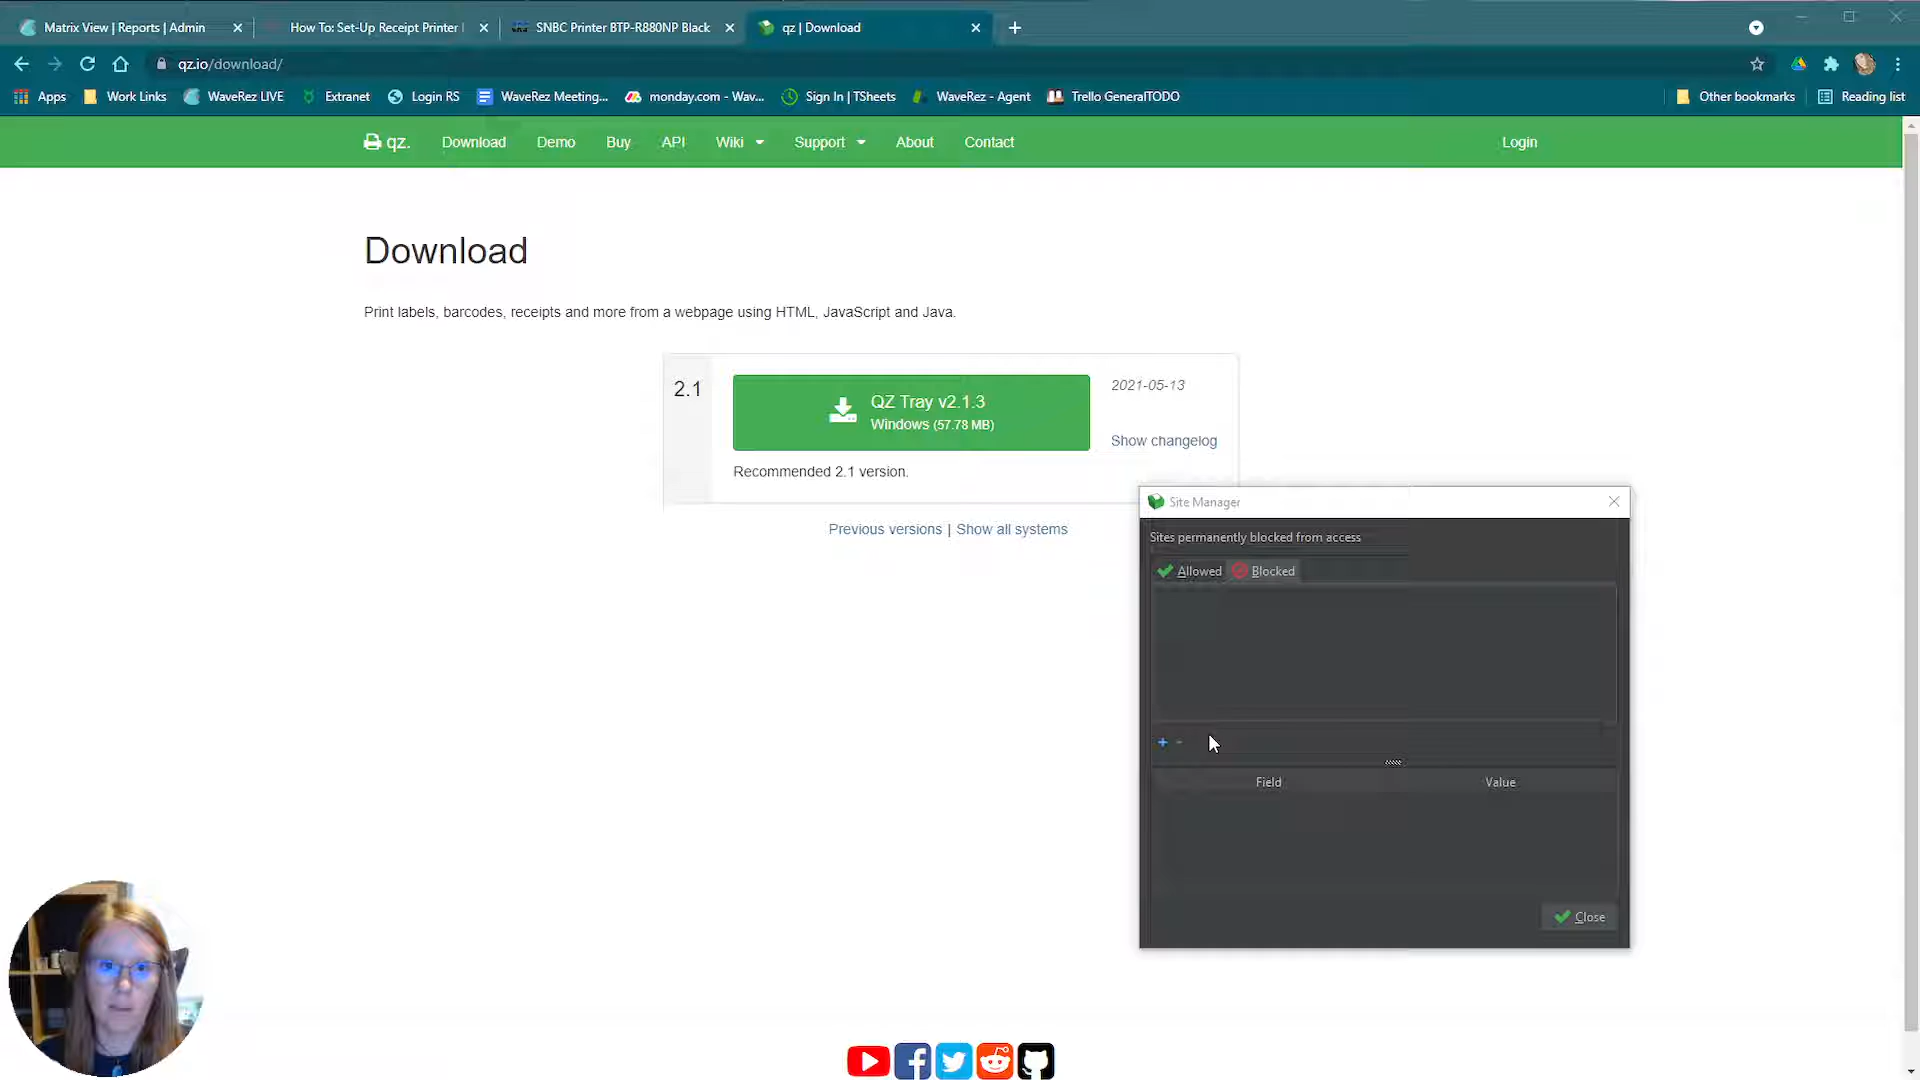 Matrix View | Reports | Admin
How To: Set-Up Receipt Printer
SNBC Printer BTP-R880NP Black
qz | Download
qz.io/download/
Apps
Work Links
WaveRez LIVE
Extranet
Login RS
WaveRez Meeting...
monday.com - Wav...
Sign In | TSheets
WaveRez - Agent
Trello GeneralTODO
Other bookmarks
Reading list
qz.
Download
Demo
Buy
API
Wiki
Support
About
Contact
Login
Download
Print labels, barcodes, receipts and more from a webpage using HTML, JavaScript and Java.
2.1
QZ Tray v2.1.3
Windows (57.78 MB)
2021-05-13
Show changelog
Recommended 2.1 version.
Previous versions | Show all systems
Site Manager
Sites permanently blocked from access
Allowed
Blocked
Field
Value
Close